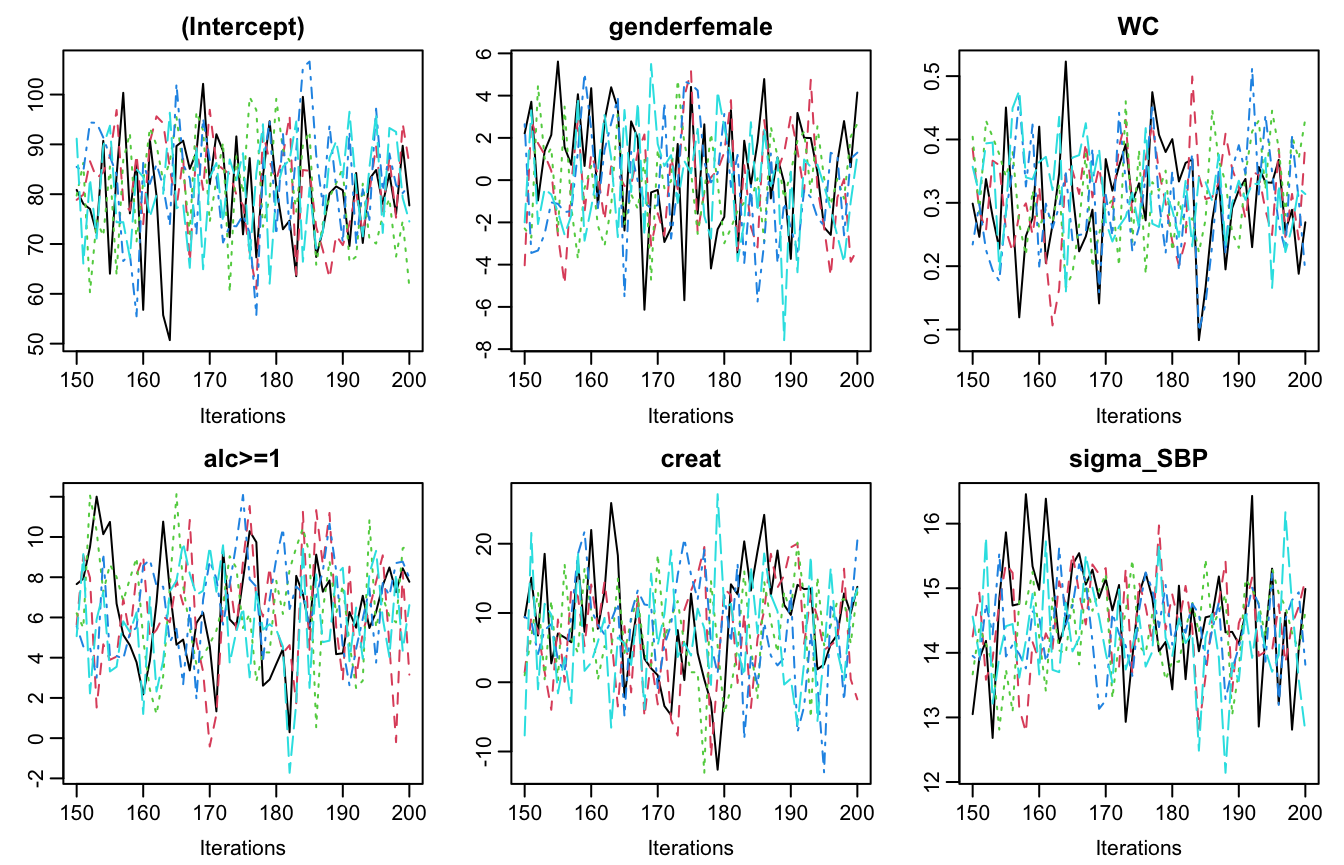 (Intercept) genderfemale WC
100 90 80 70 60 50
6 4 2 0 -2 -4 -6 -8
0.5 0.4 0.3 0.2 0.1
150 160 170 180 190 200 150 160 170 180 190 200 150 160 170 180 190 200
Iterations Iterations Iterations
alc>=1 creat sigma_SBP
10 8 6 4 2 0 -2
20 10 0 -10
16 15 14 13 12
150 160 170 180 190 200 150 160 170 180 190 200 150 160 170 180 190 200
Iterations Iterations Iterations